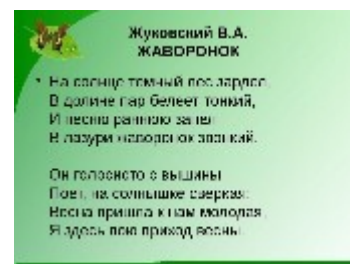 Жуковский В.А.
ЖАВОРОНОК
• На солнце темный лес зардел,
В долине пар белеет тонкий,
И песню раннюю запел
В лазури жаворонок звонкий.
Он голосисто с вышины
Поет, на солнышке сверкая:
Весна пришла к нам молодая,
Я здесь пою приход весны.